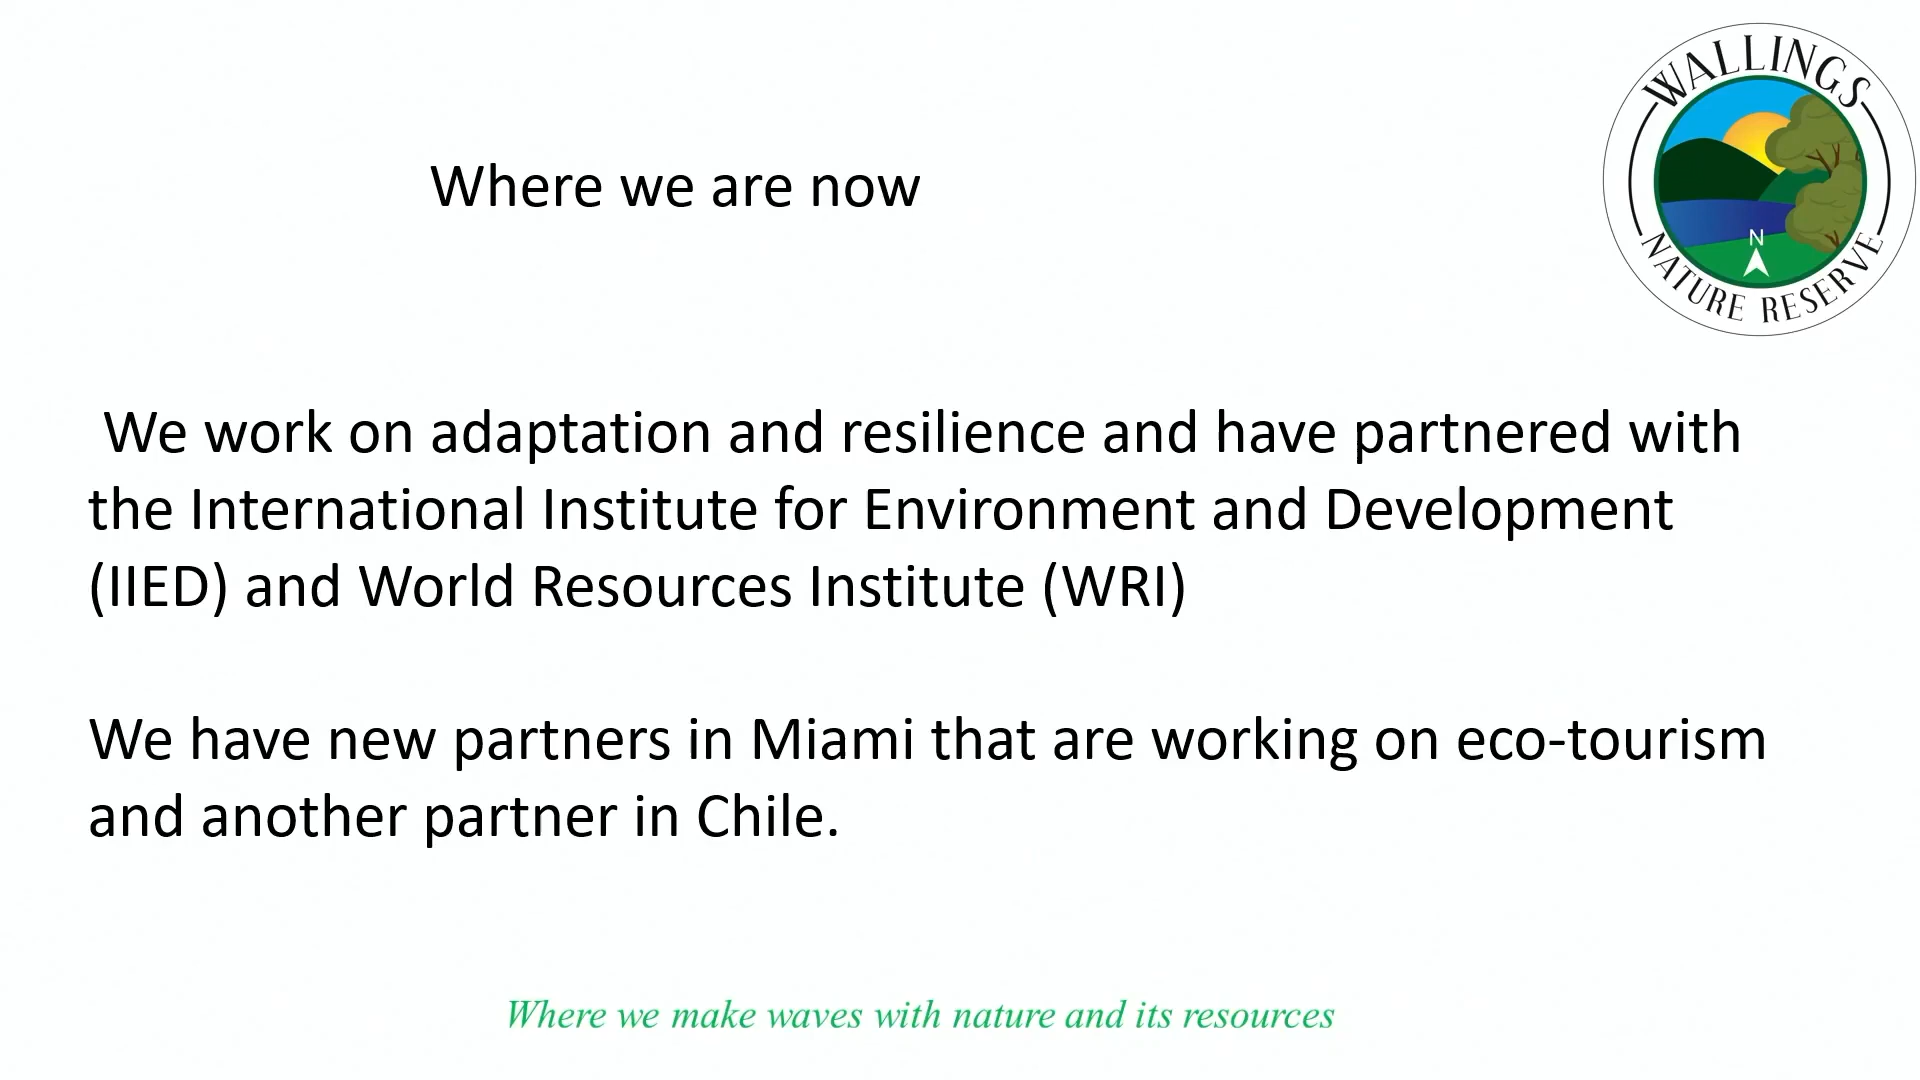 WALLINGS
NATURE RESERVE
N
Where we are now
We work on adaptation and resilience and have partnered with
the International Institute for Environment and Development
(IIED) and World Resources Institute (WRI)
We have new partners in Miami that are working on eco-tourism
and another partner in Chile.
Where we make waves with nature and its resources